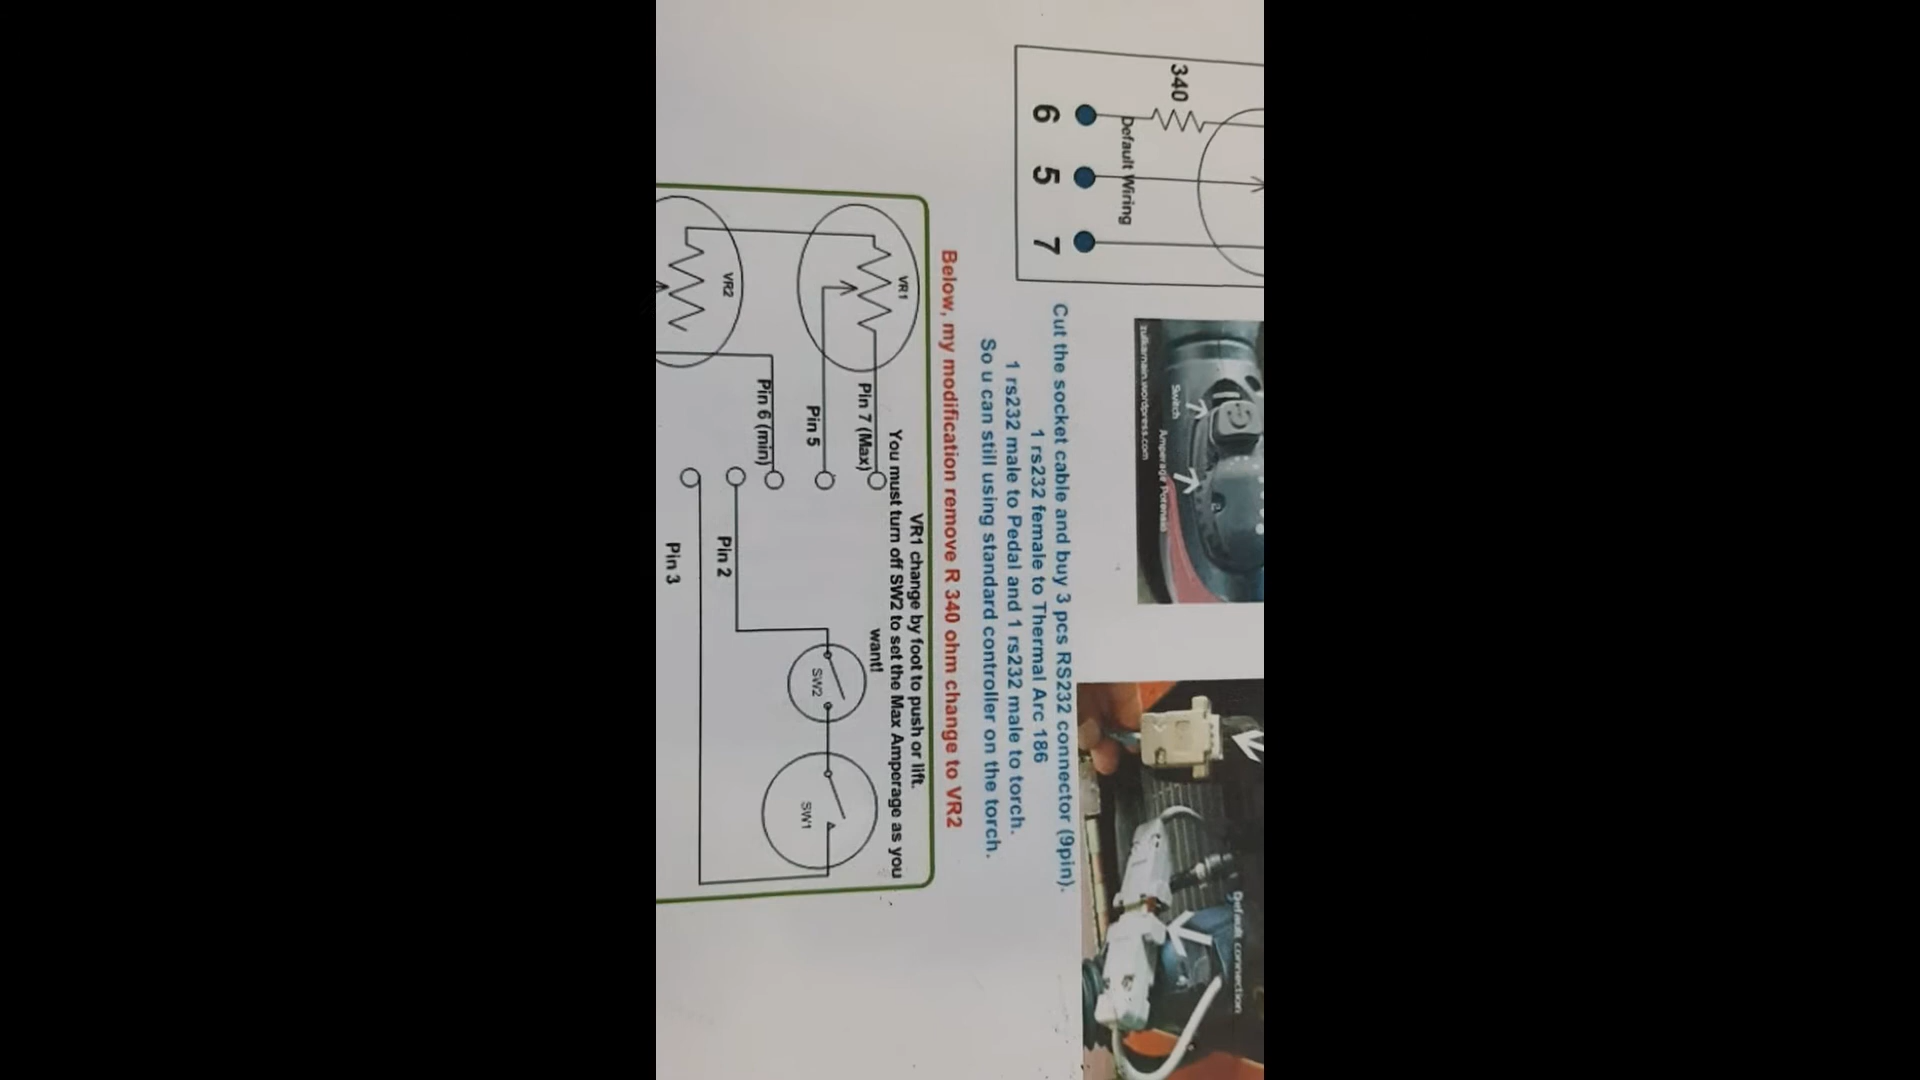 340
Default Wiring
6 5 7
Switch
Amperage Potensio
zulkarnain.wordpress.com
Default connection
Cut the socket cable and buy 3 pcs RS232 connector (9pin).
1 rs232 female to Thermal Arc 186
1 rs232 male to Pedal and 1 rs232 male to torch.
So u can still using standard controller on the torch.
Below, my modification remove R 340 ohm change to VR2
VR1 change by foot to push or lift.
You must turn off SW2 to set the Max Amperage as you
want!
VR1
Pin 7 (Max)
Pin 5
Pin 6 (min)
VR2
Pin 2
Pin 3
SW2
SW1